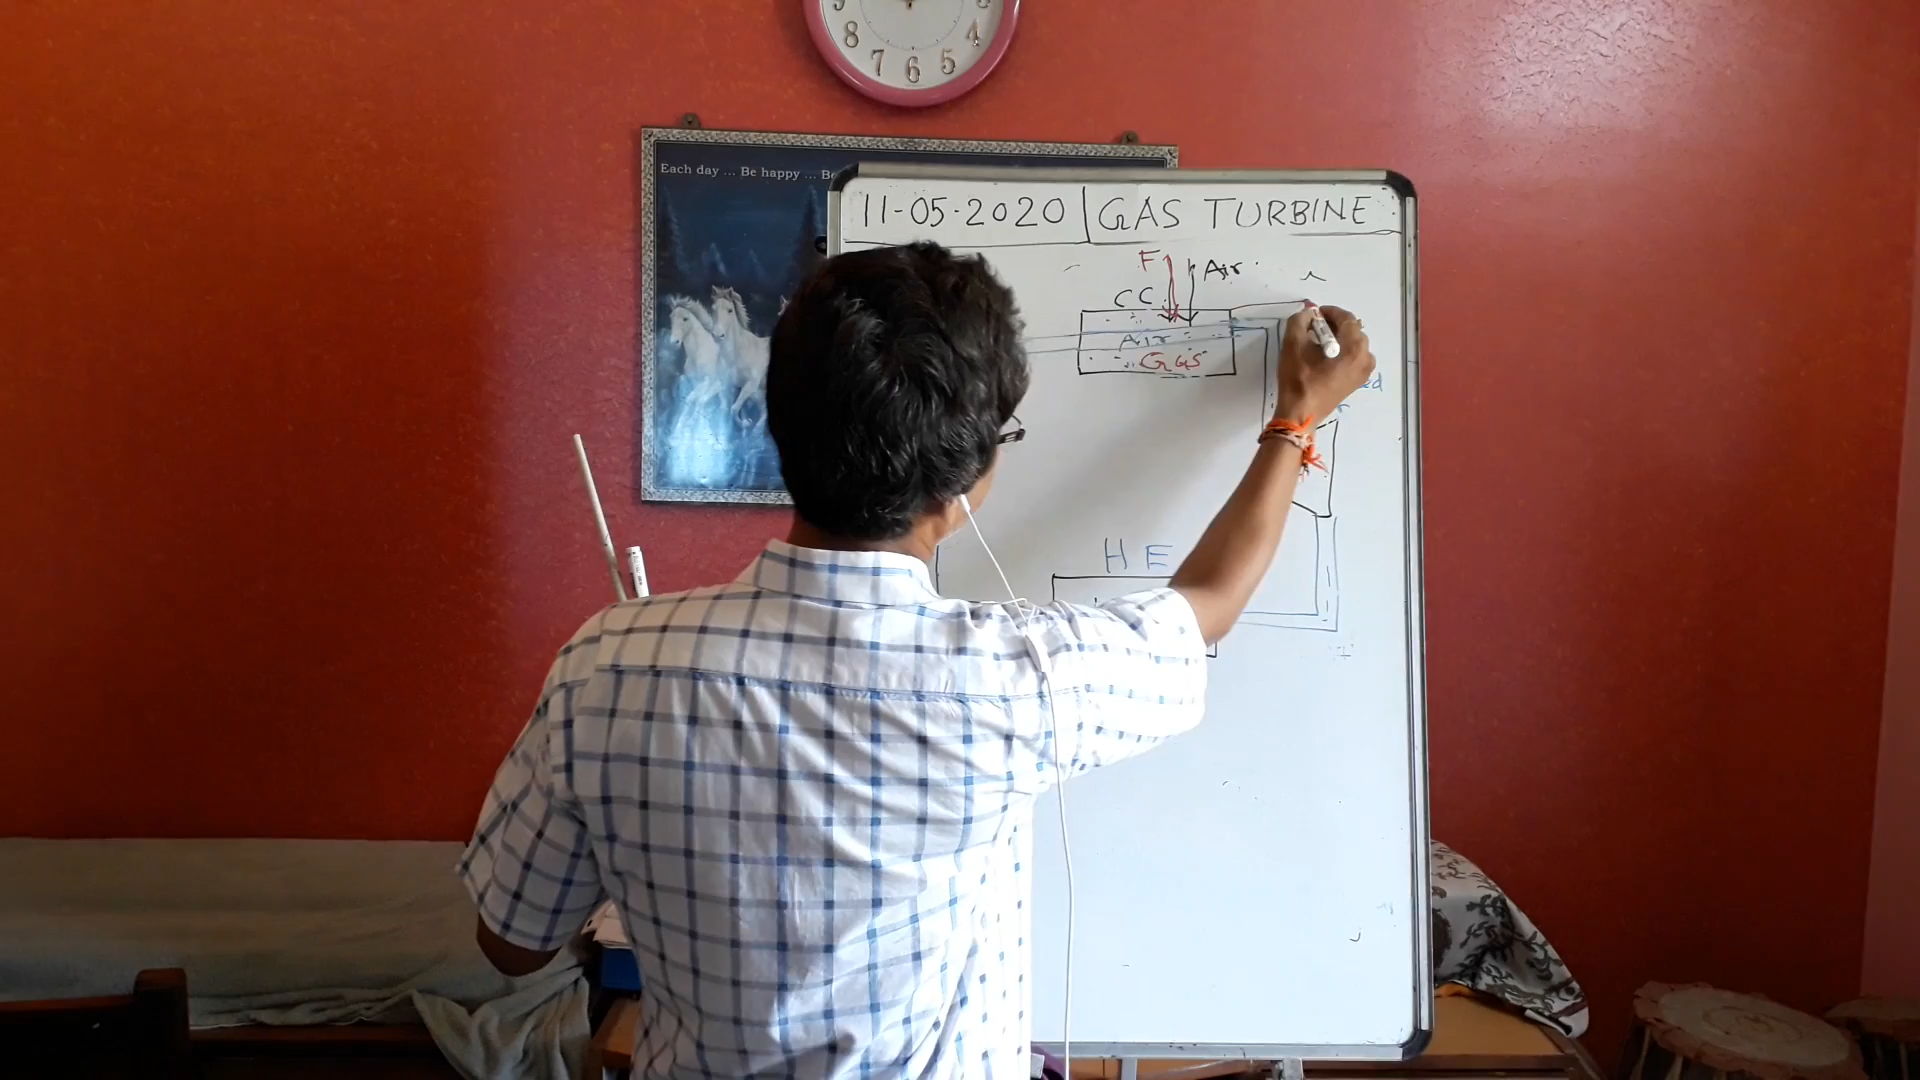 9 3
8 4
7 6 5
Each day ... Be happy ...
11-05-2020 GAS TURBINE
F Air
CC
Air
Gas
HE